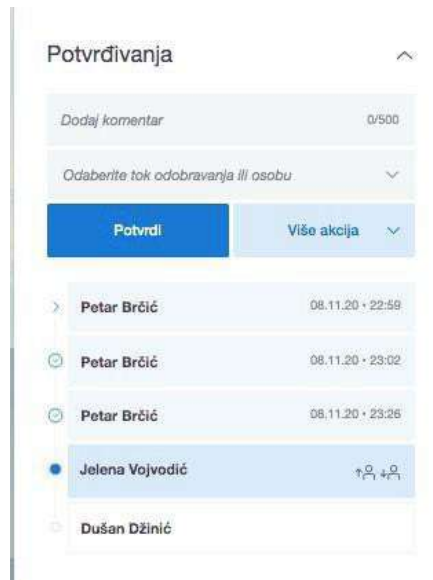 Potvrđivanja
Dodaj komentar 0/500
Odaberite tok odobravanja ili osobu
Potvrdi Više akcija
Petar Brčić 08.11.20 • 22:59
Petar Brčić 08.11.20 • 23:02
Petar Brčić 08.11.20 • 23:26
Jelena Vojvodić
Dušan Džinić